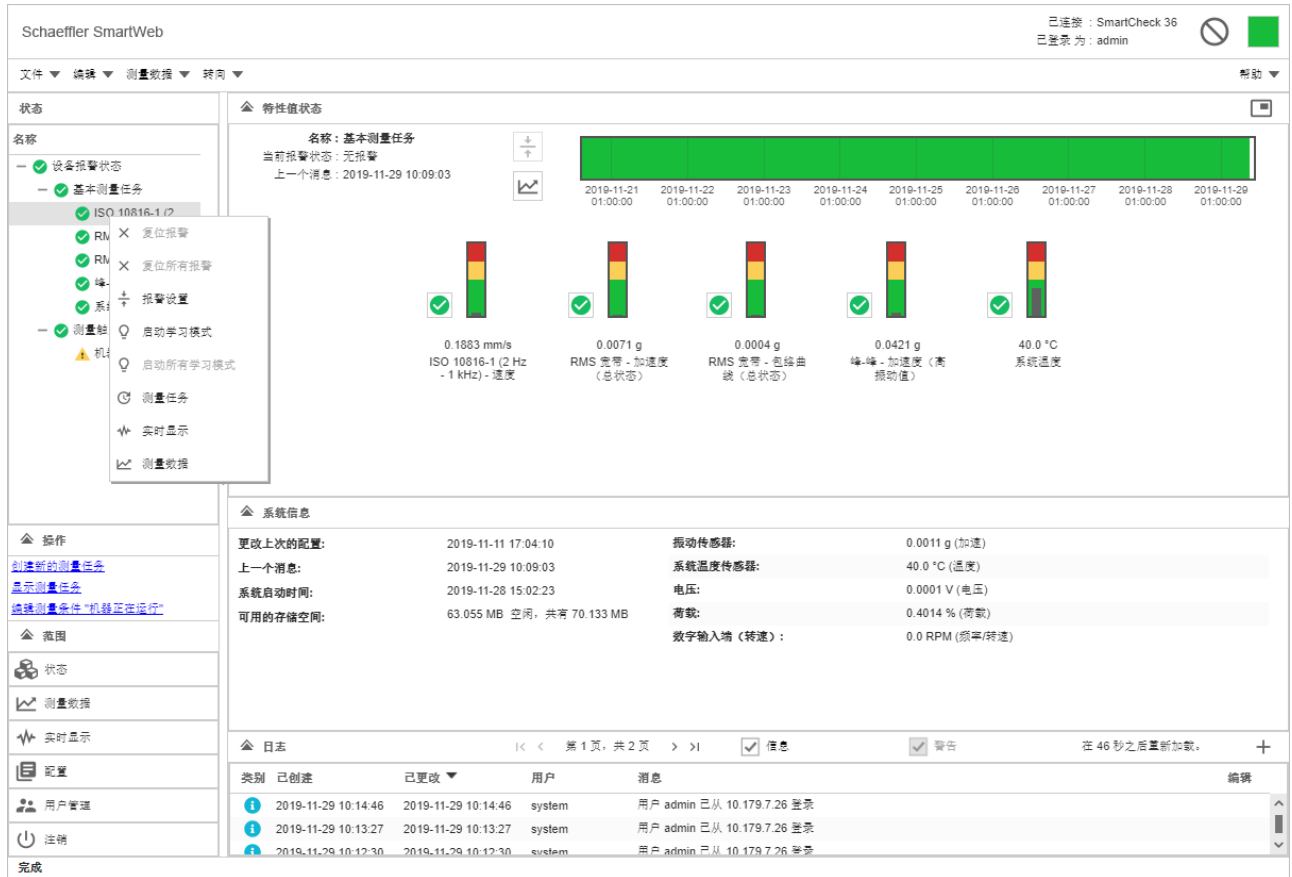 Schaeffler SmartWeb
已连接 : SmartCheck 36
已登录 为 : admin
文件 编辑 测量数据 转向
帮助
状态
名称
设备报警状态
基本测量任务
ISO 10816-1 (2
复位报警
复位所有报警
报警设置
启动学习模式
启动所有学习模式
测量任务
实时显示
测量数据
特性值状态
名称 : 基本测量任务
当前报警状态 : 无报警
上一个消息 : 2019-11-29 10:09:03
2019-11-21 2019-11-22 2019-11-23 2019-11-24 2019-11-25 2019-11-26 2019-11-27 2019-11-28 2019-11-29
01:00:00 01:00:00 01:00:00 01:00:00 01:00:00 01:00:00 01:00:00 01:00:00 01:00:00
0.1883 mm/s
ISO 10816-1 (2 Hz
- 1 kHz) - 速度
0.0071 g
RMS 宽带 - 加速度
（总状态）
0.0004 g
RMS 宽带 - 包络曲
线（总状态）
0.0421 g
峰-峰 - 加速度（高
振动值）
40.0 °C
系统温度
系统信息
更改上次的配置: 2019-11-11 17:04:10
上一个消息: 2019-11-29 10:09:03
系统启动时间: 2019-11-28 15:02:23
可用的存储空间: 63.055 MB 空闲，共有 70.133 MB
振动传感器: 0.0011 g (加速)
系统温度传感器: 40.0 °C (温度)
电压: 0.0001 V (电压)
荷载: 0.4014 % (荷载)
数字输入端（转速）: 0.0 RPM (频率/转速)
操作
创建新的测量任务
显示测量任务
编辑测量条件 "机器正在运行"
范围
状态
测量数据
实时显示
配置
用户管理
注销
日志 第 1 页，共 2 页 信息 警告 在 46 秒之后重新加载。
类别 已创建 已更改 用户 消息 编辑
2019-11-29 10:14:46 2019-11-29 10:14:46 system 用户 admin 已从 10.179.7.26 登录
2019-11-29 10:13:27 2019-11-29 10:13:27 system 用户 admin 已从 10.179.7.26 登录
2019-11-29 10:12:30 2019-11-29 10:12:30 system 用户 admin 已从 10.179.7.26 登录
完成